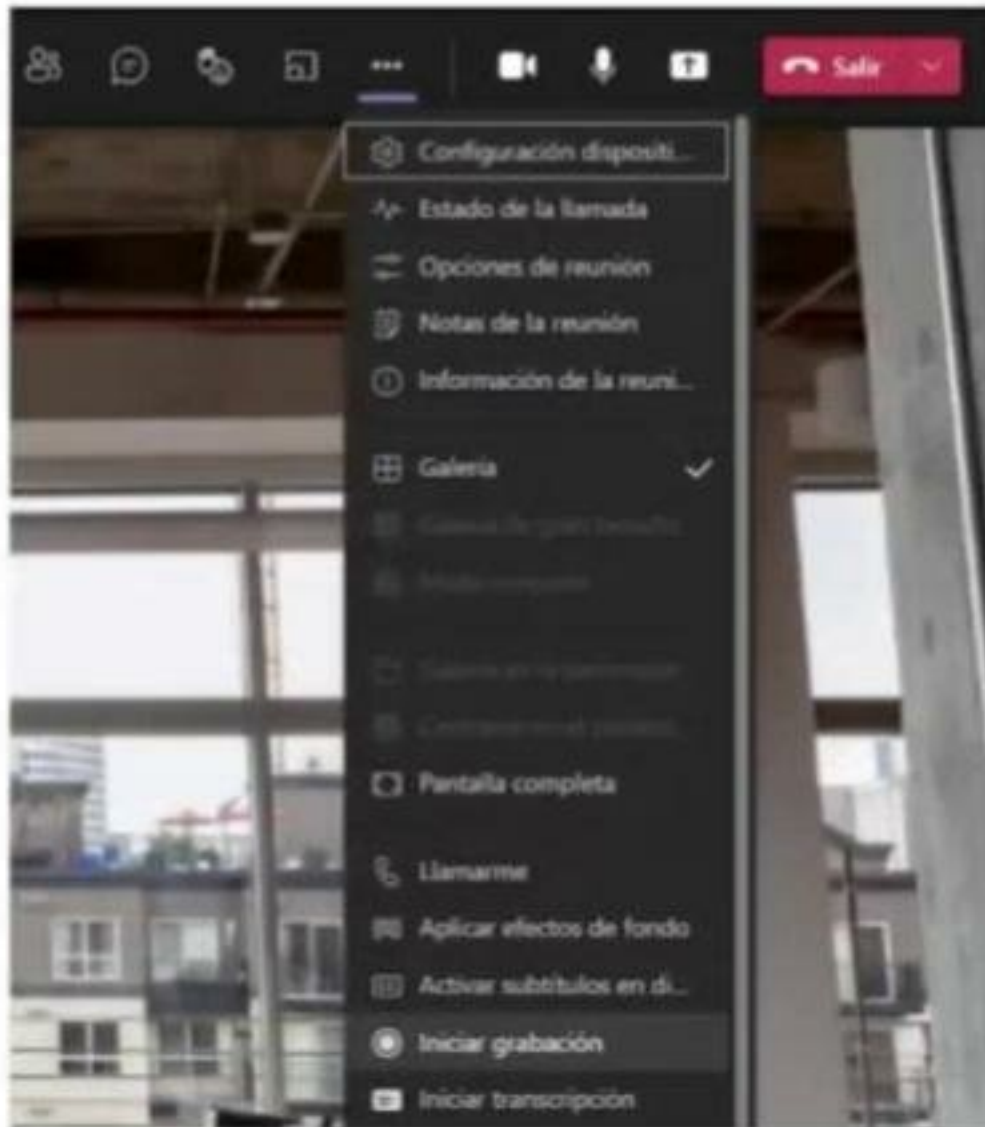 Salir
Configuración dispositi...
Estado de la llamada
Opciones de reunión
Notas de la reunión
Información de la reuni...
Galería
Pantalla completa
Llamarme
Aplicar efectos de fondo
Activar subtítulos en di...
Iniciar grabación
Iniciar transcripción